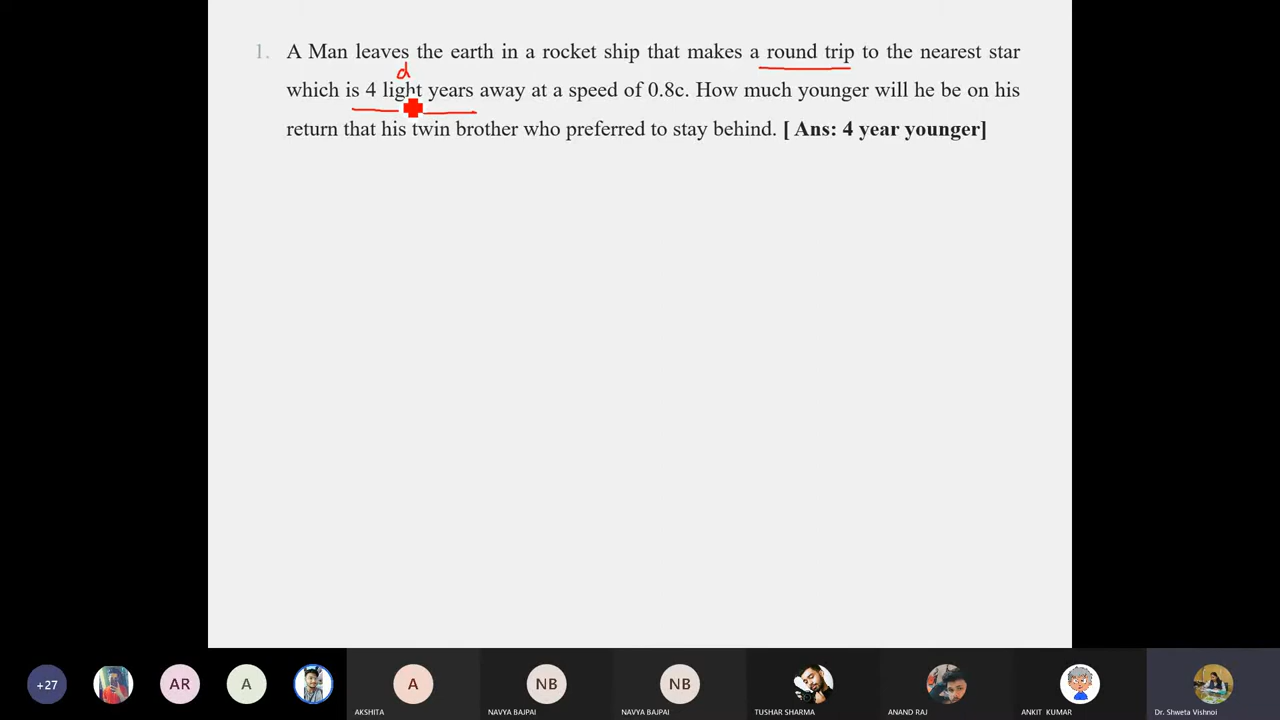 1. A Man leaves the earth in a rocket ship that makes a round trip to the nearest star
d
which is 4 light years away at a speed of 0.8c. How much younger will he be on his
return that his twin brother who preferred to stay behind. [ Ans: 4 year younger]
+27
AR
A
A
AKSHITA
NB
NAVYA BAJPAI
NB
NAVYA BAJPAI
TUSHAR SHARMA
ANAND RAJ
ANKIT KUMAR
Dr. Shweta Vishnoi